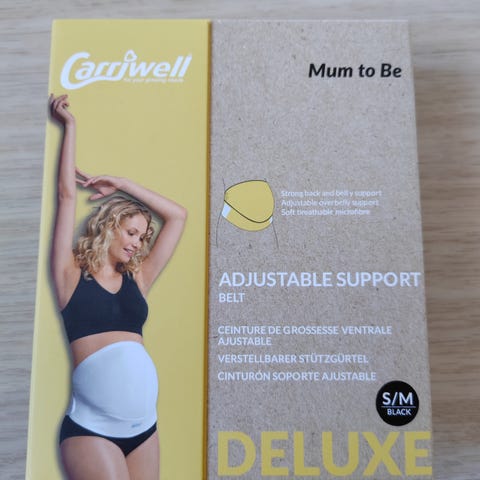 Carriwell
for your growing needs
Mum to Be
Strong back and belly support
Adjustable overbelly support
Soft breathable microfibre
ADJUSTABLE SUPPORT
BELT
CEINTURE DE GROSSESSE VENTRALE
AJUSTABLE
VERSTELLBARER STÜTZGÜRTEL
CINTURÓN SOPORTE AJUSTABLE
S/M
BLACK
DELUXE